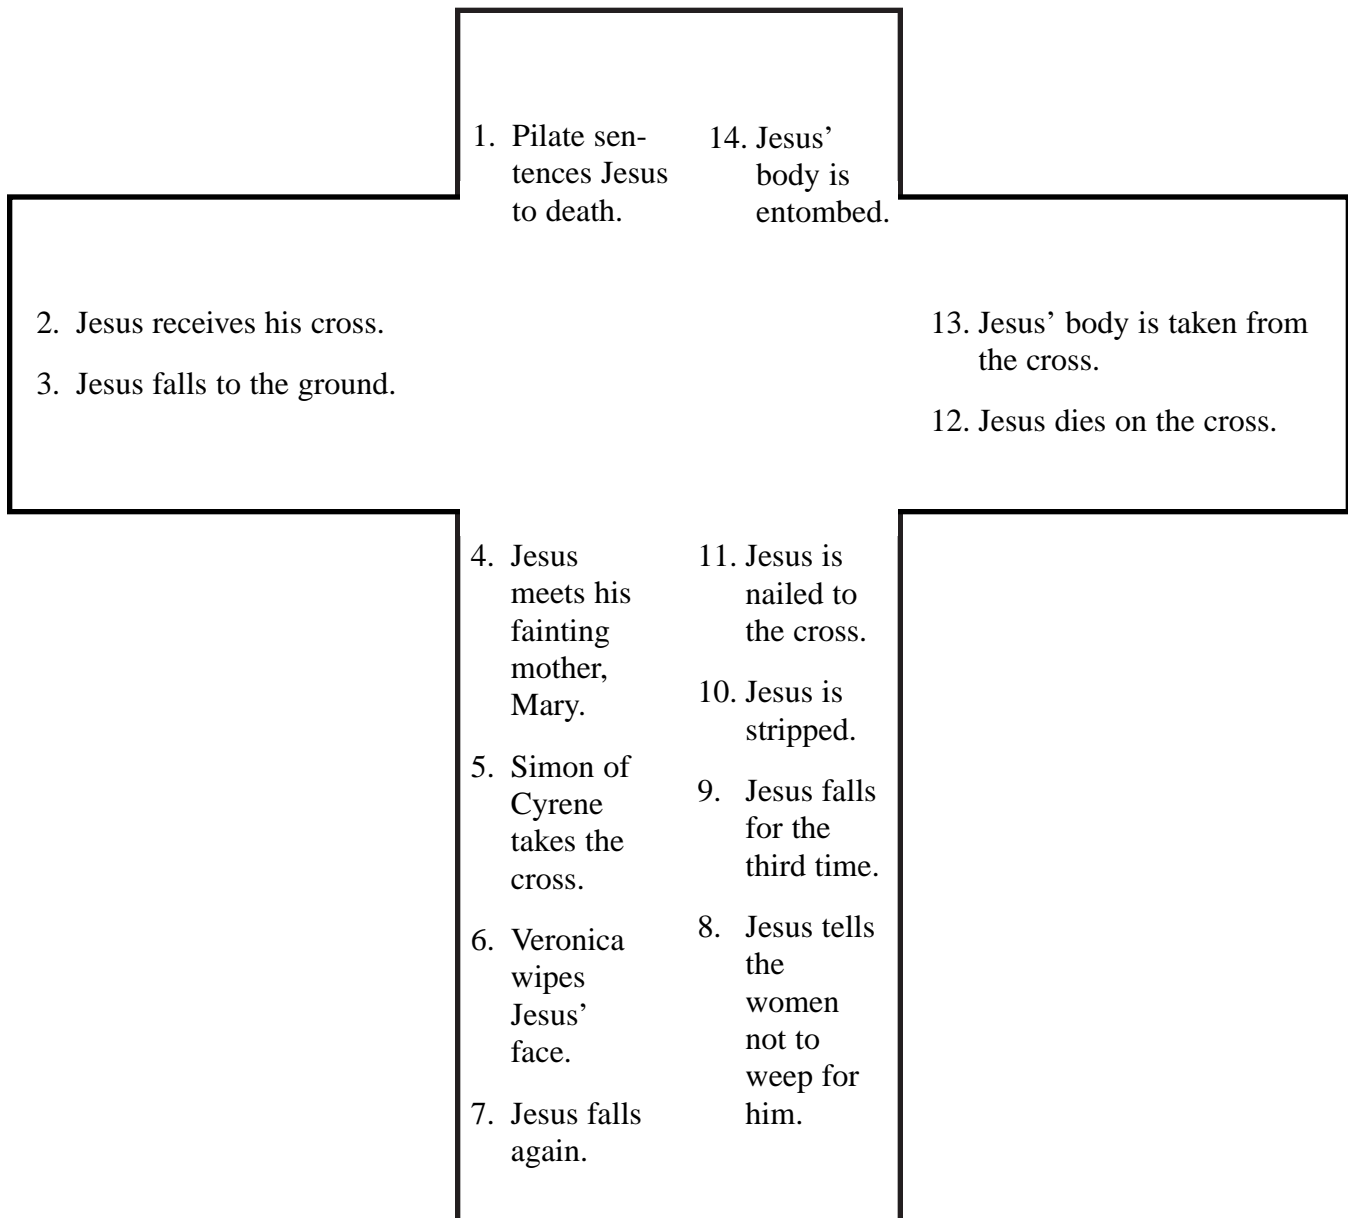 1. Pilate sen-
tences Jesus
to death.
14. Jesus’
body is
entombed.
2. Jesus receives his cross.
3. Jesus falls to the ground.
13. Jesus’ body is taken from
the cross.
12. Jesus dies on the cross.
4. Jesus
meets his
fainting
mother,
Mary.
5. Simon of
Cyrene
takes the
cross.
6. Veronica
wipes
Jesus’
face.
7. Jesus falls
again.
11. Jesus is
nailed to
the cross.
10. Jesus is
stripped.
9. Jesus falls
for the
third time.
8. Jesus tells
the
women
not to
weep for
him.